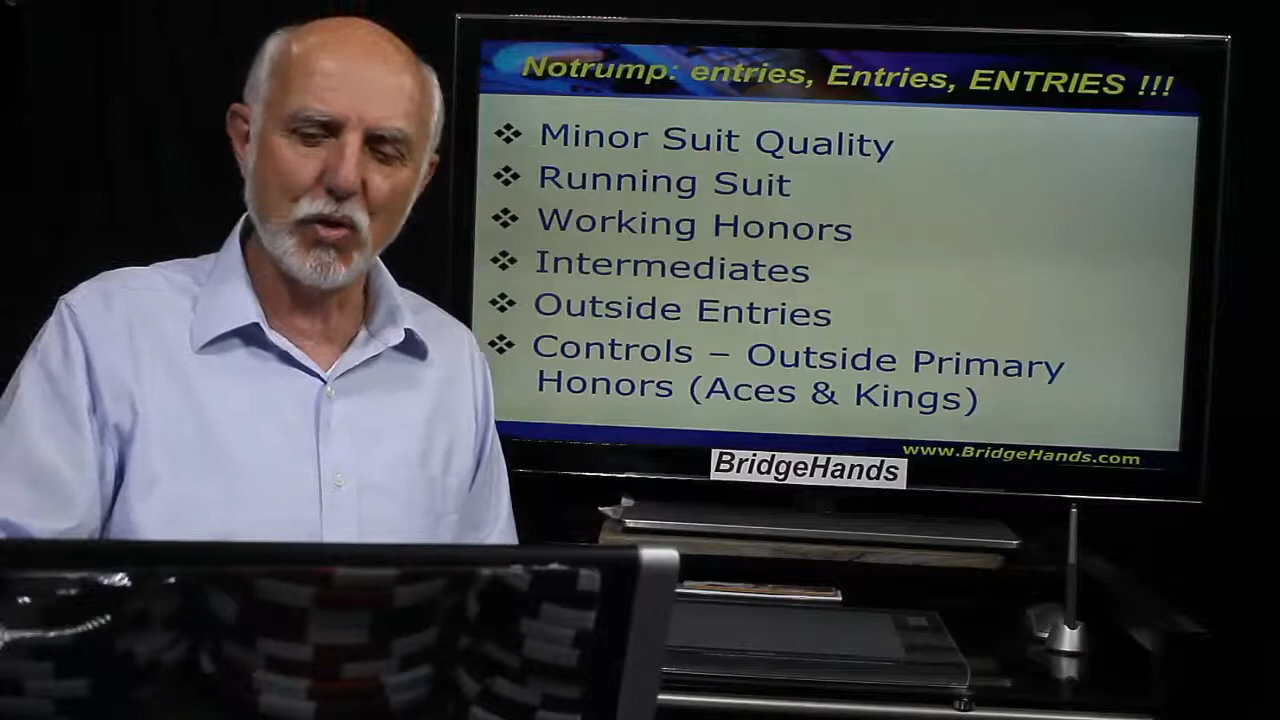 Notrump: entries, Entries, ENTRIES !!!
Minor Suit Quality
Running Suit
Working Honors
Intermediates
Outside Entries
Controls – Outside Primary
Honors (Aces & Kings)
www.BridgeHands.com
BridgeHands